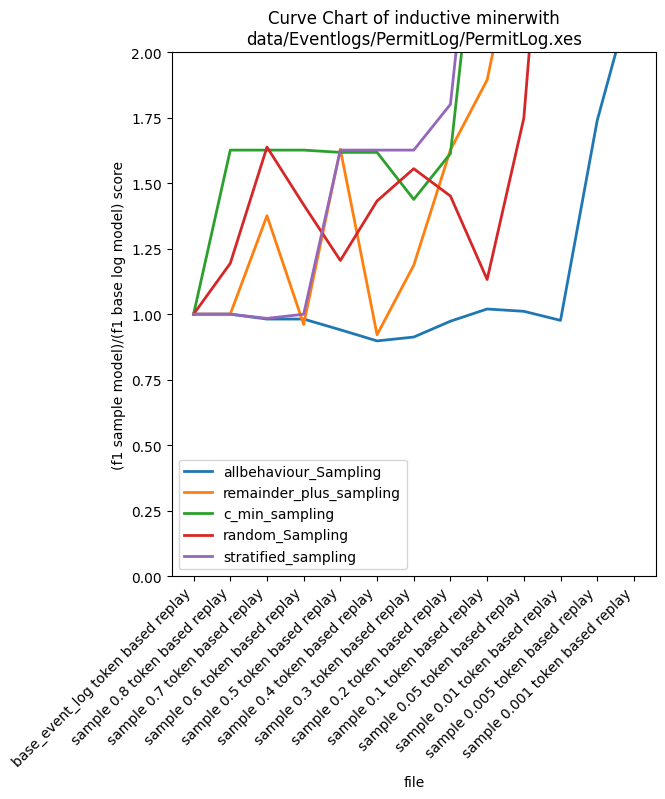 Curve Chart of inductive minerwith
data/Eventlogs/PermitLog/PermitLog.xes
(f1 sample model)/(f1 base log model) score
2.00
1.75
1.50
1.25
1.00
0.75
0.50
0.25
0.00
allbehaviour_Sampling
remainder_plus_sampling
c_min_sampling
random_Sampling
stratified_sampling
base_event_log token based replay
sample 0.8 token based replay
sample 0.7 token based replay
sample 0.6 token based replay
sample 0.5 token based replay
sample 0.4 token based replay
sample 0.3 token based replay
sample 0.2 token based replay
sample 0.1 token based replay
sample 0.05 token based replay
sample 0.01 token based replay
sample 0.005 token based replay
sample 0.001 token based replay
file